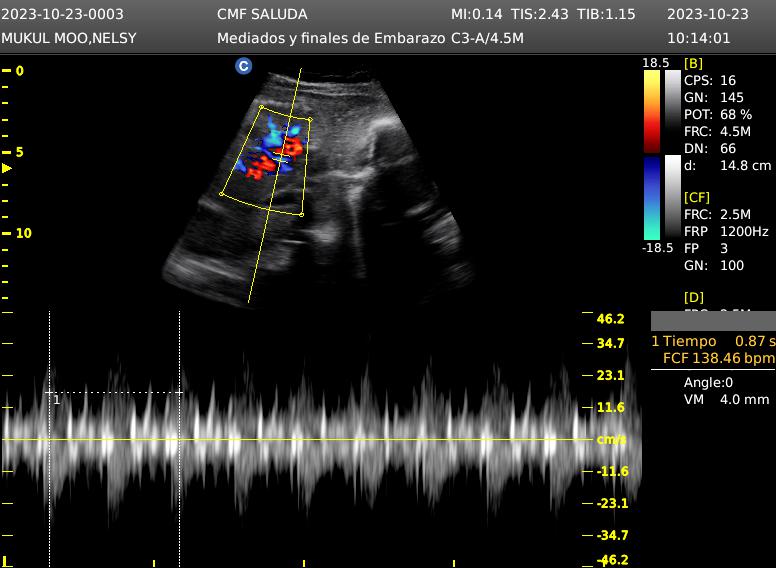 2023-10-23-0003 CMF SALUDA MI:0.14 TIS:2.43 TIB:1.15 2023-10-23
MUKUL MOO,NELSY Mediados y finales de Embarazo C3-A/4.5M 10:14:01
C
0
5
10
18.5
-18.5
[B]
CPS: 16
GN: 145
POT: 68 %
FRC: 4.5M
DN: 66
d: 14.8 cm
[CF]
FRC: 2.5M
FRP 1200Hz
FP 3
GN: 100
[D]
1 Tiempo 0.87 s
FCF 138.46 bpm
Angle:0
VM 4.0 mm
1
46.2
34.7
23.1
11.6
cm/s
-11.6
-23.1
-34.7
-46.2